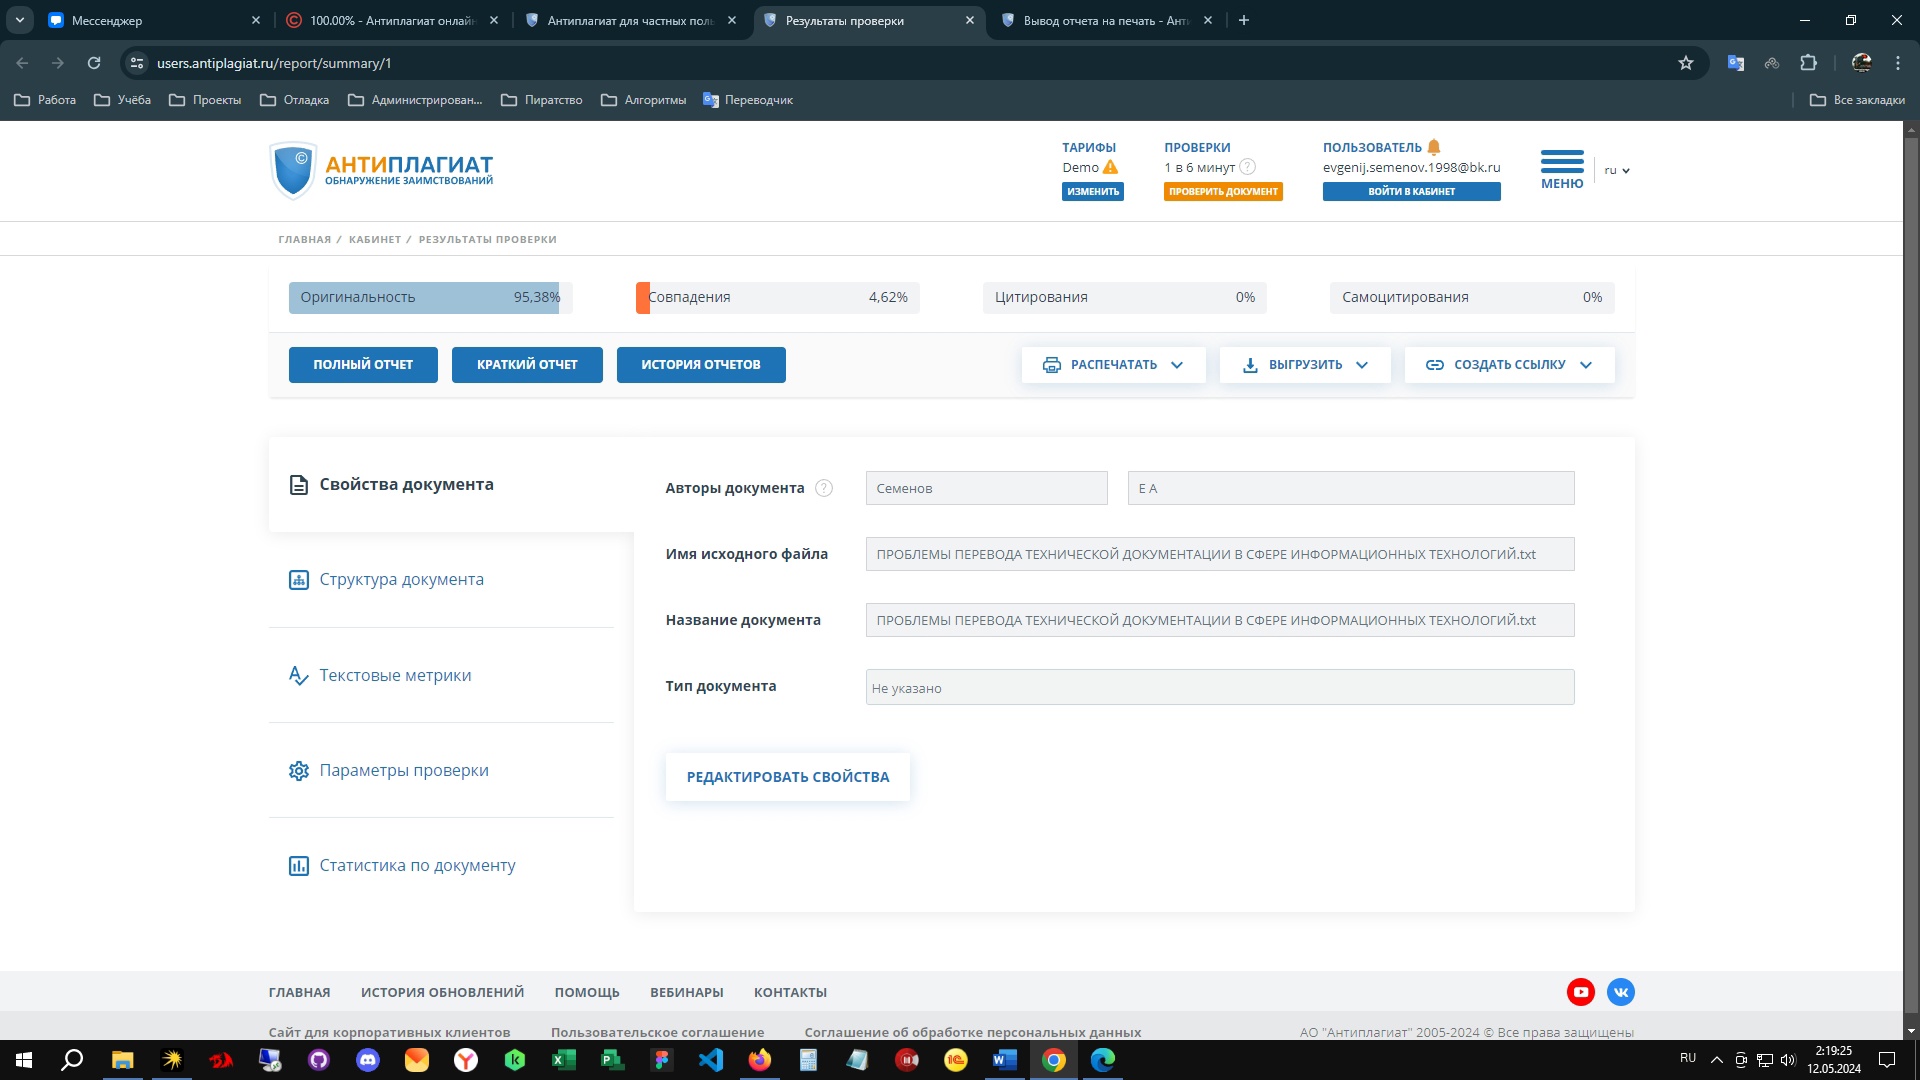 Мессенджер
100.00% - Антиплагиат онлайн
Антиплагиат для частных поль
Результаты проверки
Вывод отчета на печать - Анти
users.antiplagiat.ru/report/summary/1
Работа
Учёба
Проекты
Отладка
Администрирован...
Пиратство
Алгоритмы
Переводчик
Все закладки
АНТИПЛАГИАТ
ОБНАРУЖЕНИЕ ЗАИМСТВОВАНИЙ
ТАРИФЫ
Demo
ИЗМЕНИТЬ
ПРОВЕРКИ
1 в 6 минут ?
ПРОВЕРИТЬ ДОКУМЕНТ
ПОЛЬЗОВАТЕЛЬ
evgenij.semenov.1998@bk.ru
ВОЙТИ В КАБИНЕТ
МЕНЮ
ru
ГЛАВНАЯ / КАБИНЕТ / РЕЗУЛЬТАТЫ ПРОВЕРКИ
Оригинальность 95,38%
Совпадения 4,62%
Цитирования 0%
Самоцитирования 0%
ПОЛНЫЙ ОТЧЕТ
КРАТКИЙ ОТЧЕТ
ИСТОРИЯ ОТЧЕТОВ
РАСПЕЧАТАТЬ
ВЫГРУЗИТЬ
СОЗДАТЬ ССЫЛКУ
Свойства документа
Структура документа
Текстовые метрики
Параметры проверки
Статистика по документу
Авторы документа ? Семенов Е А
Имя исходного файла ПРОБЛЕМЫ ПЕРЕВОДА ТЕХНИЧЕСКОЙ ДОКУМЕНТАЦИИ В СФЕРЕ ИНФОРМАЦИОННЫХ ТЕХНОЛОГИЙ.txt
Название документа ПРОБЛЕМЫ ПЕРЕВОДА ТЕХНИЧЕСКОЙ ДОКУМЕНТАЦИИ В СФЕРЕ ИНФОРМАЦИОННЫХ ТЕХНОЛОГИЙ.txt
Тип документа Не указано
РЕДАКТИРОВАТЬ СВОЙСТВА
ГЛАВНАЯ
ИСТОРИЯ ОБНОВЛЕНИЙ
ПОМОЩЬ
ВЕБИНАРЫ
КОНТАКТЫ
Сайт для корпоративных клиентов
Пользовательское соглашение
Соглашение об обработке персональных данных
АО "Антиплагиат" 2005-2024 © Все права защищены
RU
2:19:25
12.05.2024